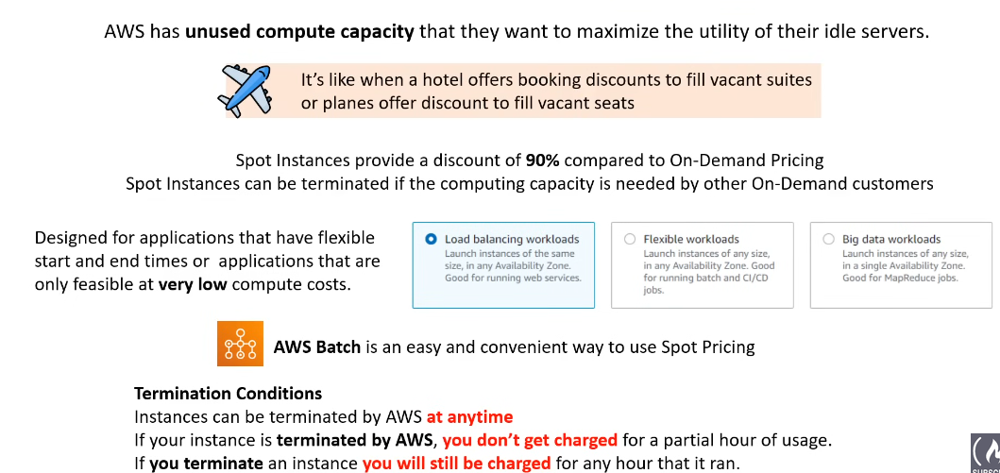 AWS has unused compute capacity that they want to maximize the utility of their idle servers.
It's like when a hotel offers booking discounts to fill vacant suites
or planes offer discount to fill vacant seats
Spot Instances provide a discount of 90% compared to On-Demand Pricing
Spot Instances can be terminated if the computing capacity is needed by other On-Demand customers
Designed for applications that have flexible
start and end times or applications that are
only feasible at very low compute costs.
Load balancing workloads
Launch instances of the same
size, in any Availability Zone.
Good for running web services.
Flexible workloads
Launch instances of any size,
in any Availability Zone. Good
for running batch and CI/CD
jobs.
Big data workloads
Launch instances of any size,
in a single Availability Zone.
Good for MapReduce jobs.
AWS Batch is an easy and convenient way to use Spot Pricing
Termination Conditions
Instances can be terminated by AWS at anytime
If your instance is terminated by AWS, you don't get charged for a partial hour of usage.
If you terminate an instance you will still be charged for any hour that it ran.